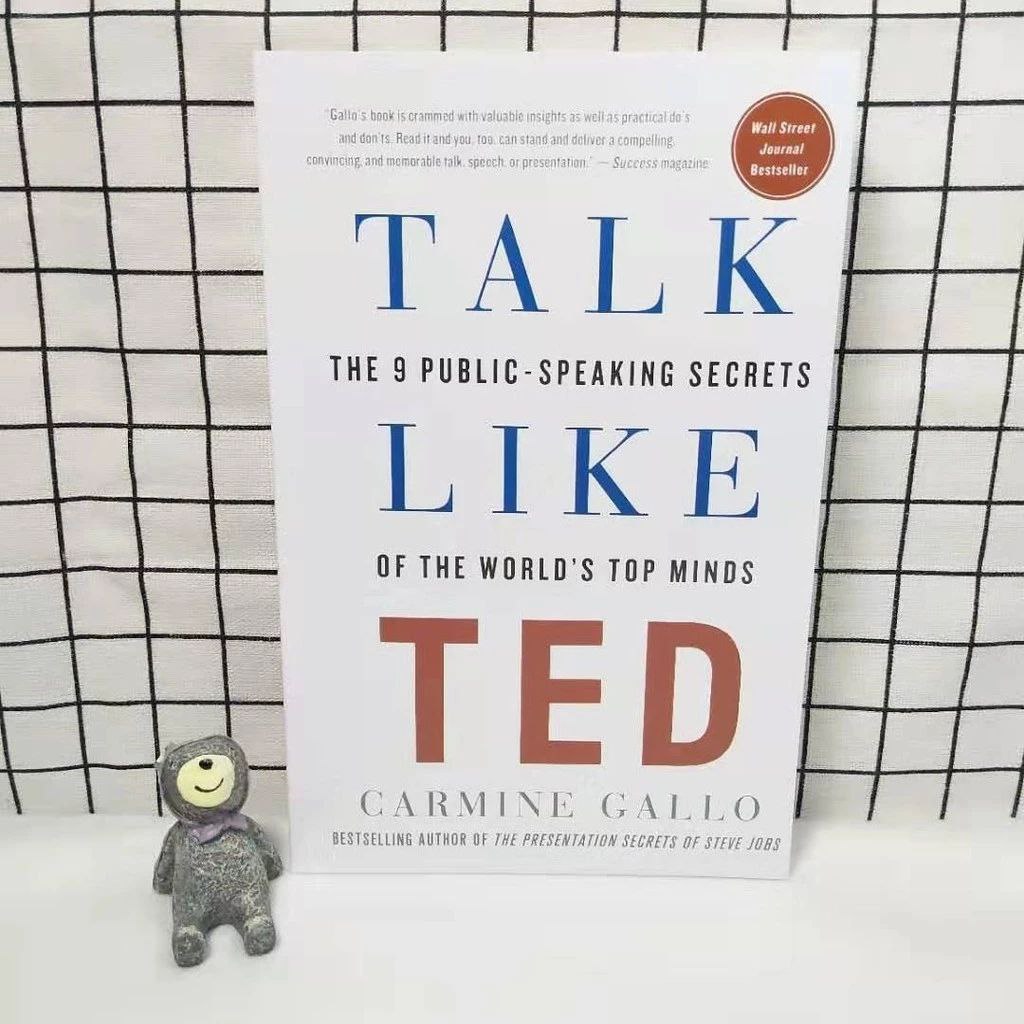 "Gallo's book is crammed with valuable insights as well as practical do's
and don'ts. Read it and you, too, can stand and deliver a compelling,
convincing, and memorable talk, speech, or presentation." — Success magazine
Wall Street
Journal
Bestseller
TALK
THE 9 PUBLIC-SPEAKING SECRETS
LIKE
OF THE WORLD'S TOP MINDS
TED
CARMINE GALLO
BESTSELLING AUTHOR OF THE PRESENTATION SECRETS OF STEVE JOBS